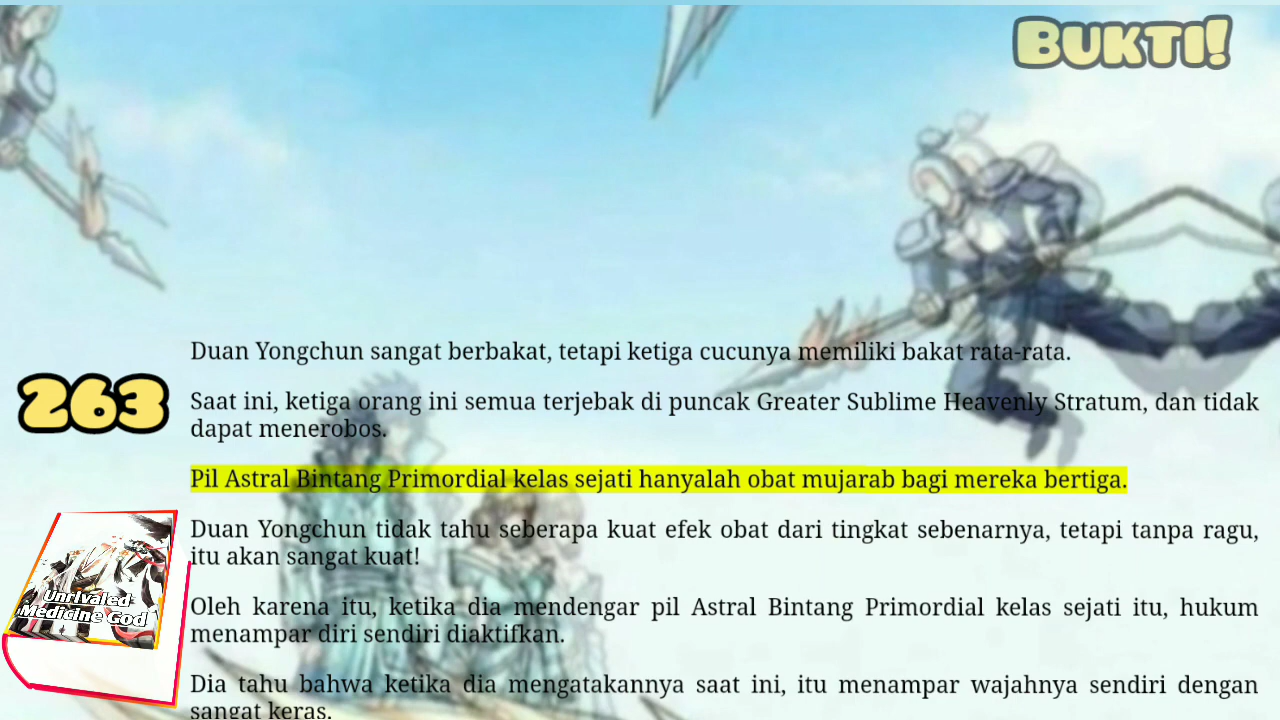 BUKTI!
Duan Yongchun sangat berbakat, tetapi ketiga cucunya memiliki bakat rata-rata.
263
Saat ini, ketiga orang ini semua terjebak di puncak Greater Sublime Heavenly Stratum, dan tidak
dapat menerobos.
Pil Astral Bintang Primordial kelas sejati hanyalah obat mujarab bagi mereka bertiga.
Duan Yongchun tidak tahu seberapa kuat efek obat dari tingkat sebenarnya, tetapi tanpa ragu,
itu akan sangat kuat!
Unrivaled
Medicine God
Oleh karena itu, ketika dia mendengar pil Astral Bintang Primordial kelas sejati itu, hukum
menampar diri sendiri diaktifkan.
Dia tahu bahwa ketika dia mengatakannya saat ini, itu menampar wajahnya sendiri dengan
sangat keras.